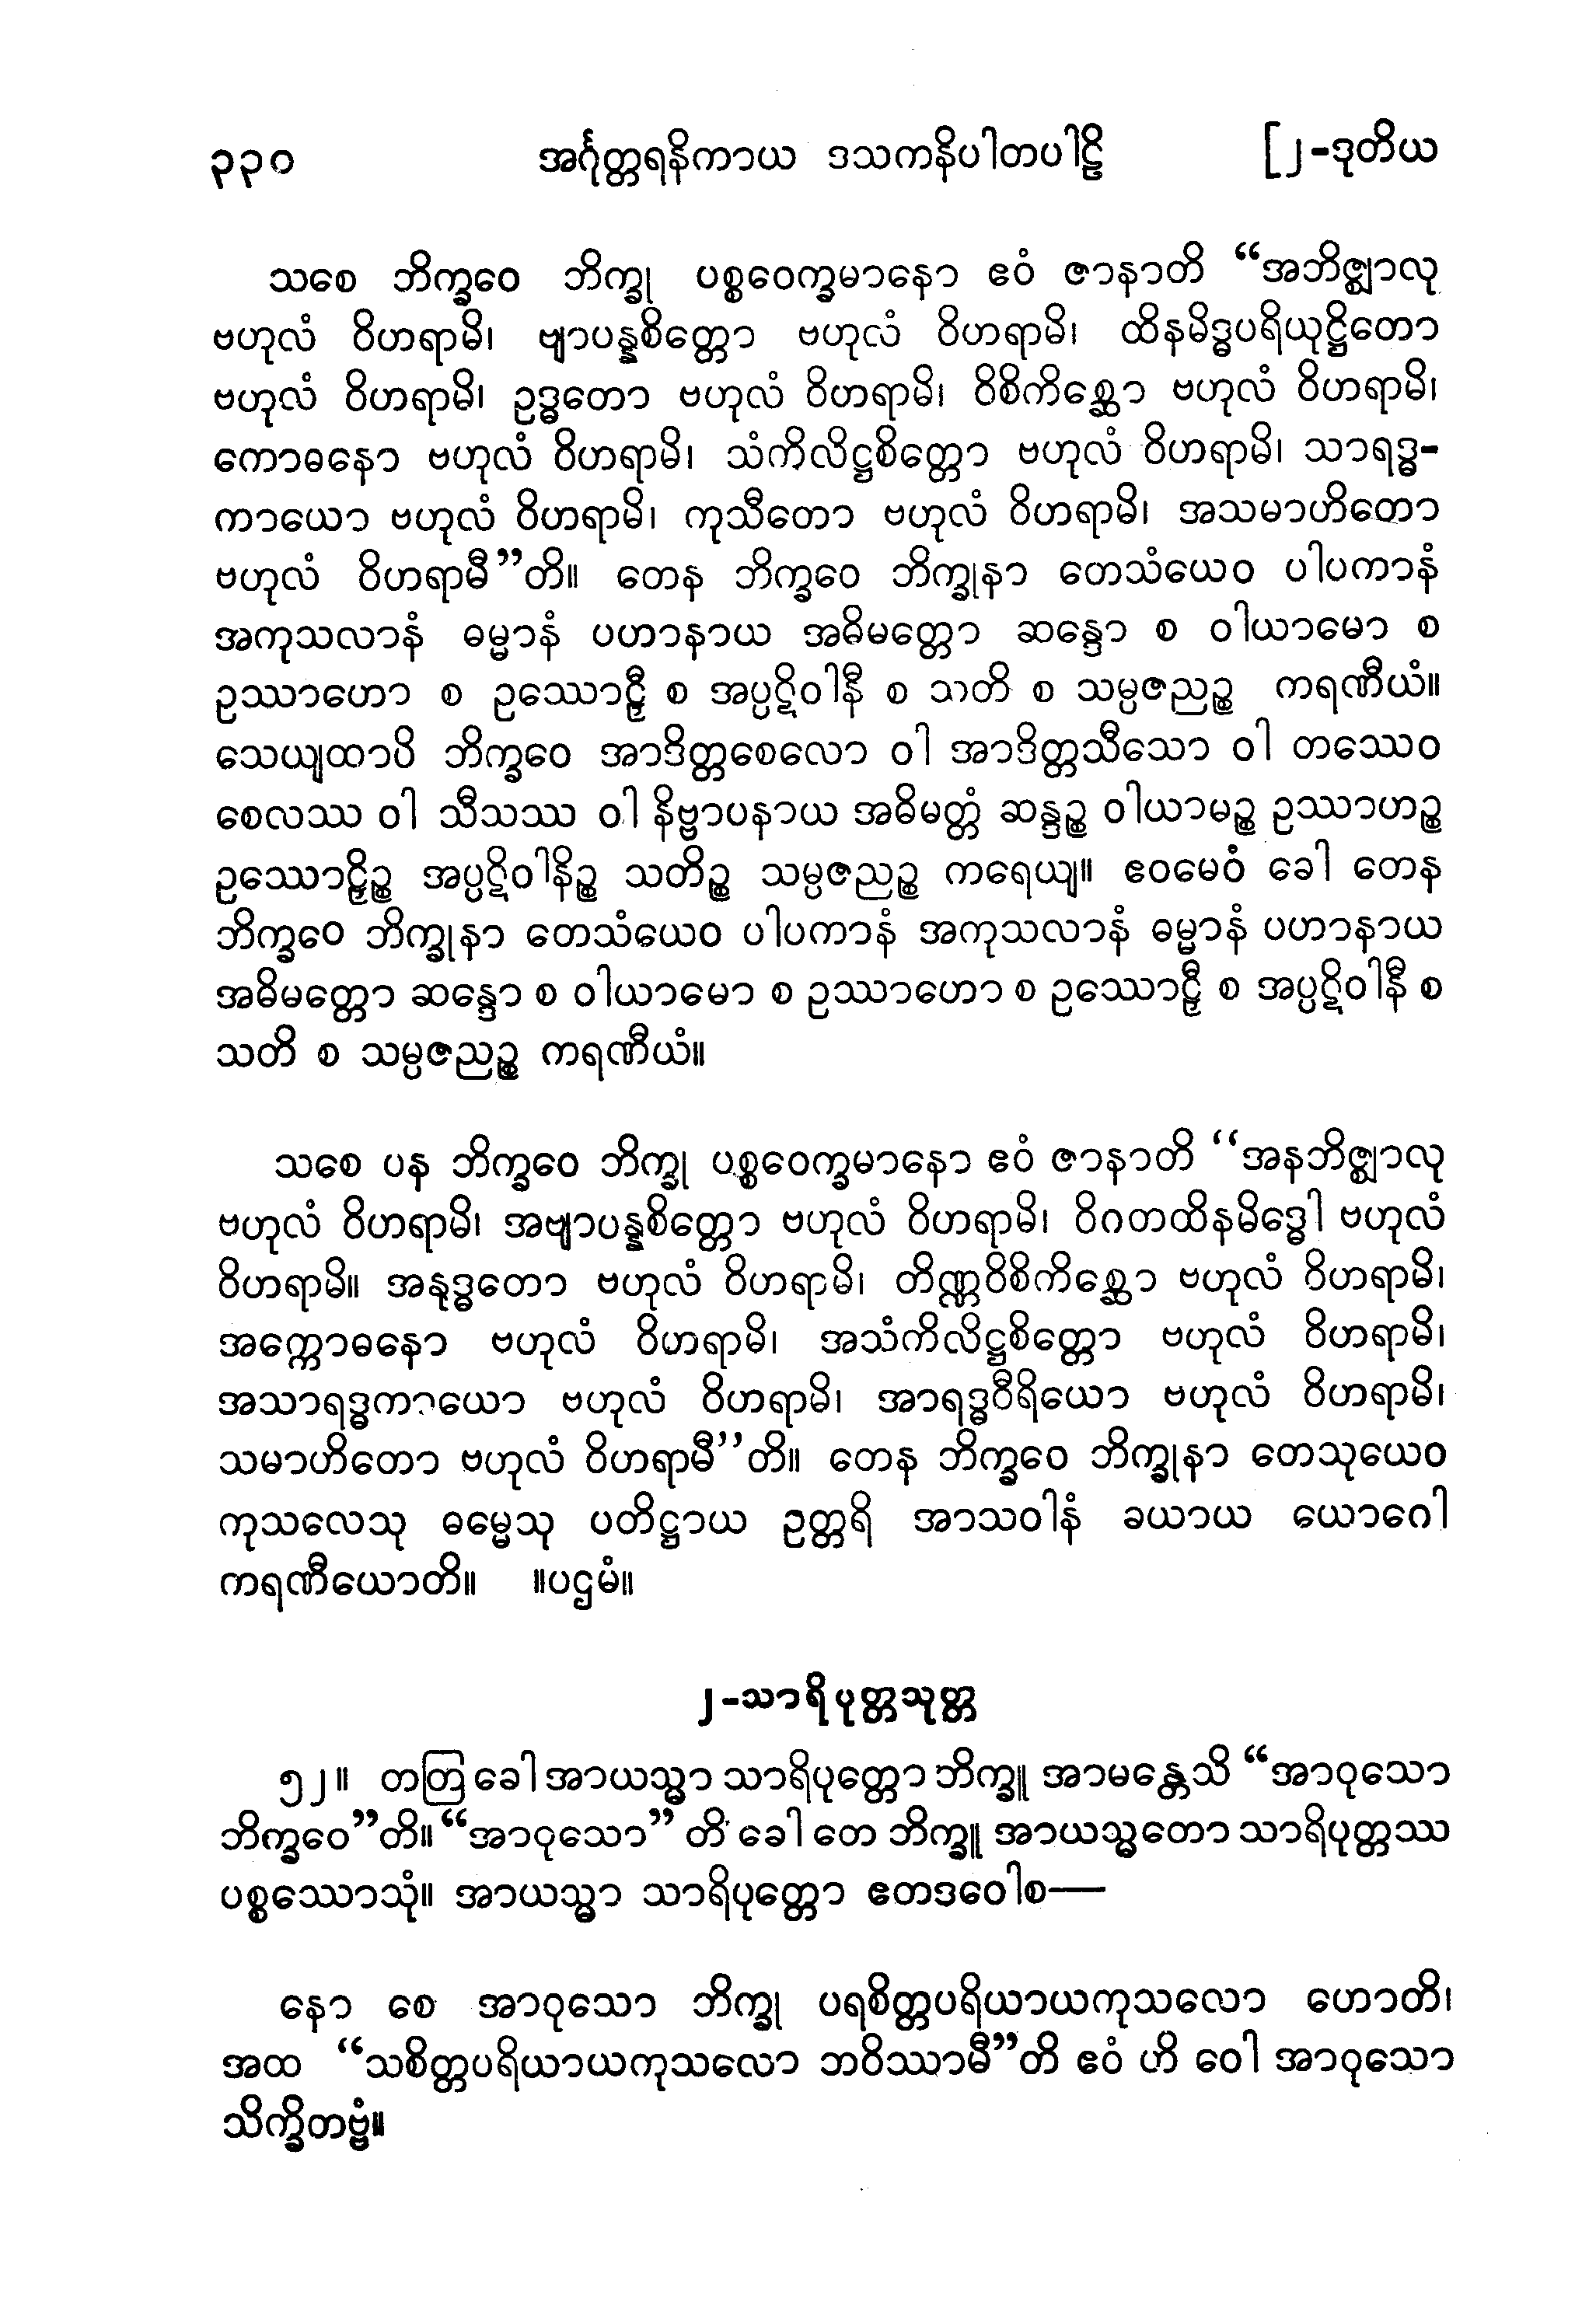 ၃၃၀ အင်္ဂုတ္တရနိကာယ ဒသကနိပါတပါဠိ [၂-ဒုတိယ
သစေ ဘိက္ခဝေ ဘိက္ခု ပစ္စဝေက္ခမာနော ဧဝံ ဇာနာတိ “အဘိဇ္ဈာလု
ဗဟုလံ ဝိဟရာမိ၊ ဗျာပန္နစိတ္တော ဗဟုလံ ဝိဟရာမိ၊ ထိနမိဒ္ဓပရိယုဋ္ဌိတော
ဗဟုလံ ဝိဟရာမိ၊ ဥဒ္ဓတော ဗဟုလံ ဝိဟရာမိ၊ ဝိစိကိစ္ဆော ဗဟုလံ ဝိဟရာမိ၊
ကောဓနော ဗဟုလံ ဝိဟရာမိ၊ သံကိလိဋ္ဌစိတ္တော ဗဟုလံ ဝိဟရာမိ၊ သာရဒ္ဓ-
ကာယော ဗဟုလံ ဝိဟရာမိ၊ ကုသီတော ဗဟုလံ ဝိဟရာမိ၊ အသမာဟိတော
ဗဟုလံ ဝိဟရာမီ”တိ။ တေန ဘိက္ခဝေ ဘိက္ခုနာ တေသံယေဝ ပါပကာနံ
အကုသလာနံ ဓမ္မာနံ ပဟာနာယ အဓိမတ္တော ဆန္ဒော စ ဝါယာမော စ
ဥဿာဟော စ ဥဿောဠှီ စ အပ္ပဋိဝါနီ စ သတိ စ သမ္ပဇညဉ္စ ကရဏီယံ။
သေယျထာပိ ဘိက္ခဝေ အာဒိတ္တစေလော ဝါ အာဒိတ္တသီသော ဝါ တဿေဝ
စေလဿ ဝါ သီသဿ ဝါ နိဗ္ဗာပနာယ အဓိမတ္တံ ဆန္ဒဉ္စ ဝါယာမဉ္စ ဥဿာဟဉ္စ
ဥဿောဠှိဉ္စ အပ္ပဋိဝါနိဉ္စ သတိဉ္စ သမ္ပဇညဉ္စ ကရေယျ။ ဧဝမေဝံ ခေါ တေန
ဘိက္ခဝေ ဘိက္ခုနာ တေသံယေဝ ပါပကာနံ အကုသလာနံ ဓမ္မာနံ ပဟာနာယ
အဓိမတ္တော ဆန္ဒော စ ဝါယာမော စ ဥဿာဟော စ ဥဿောဠှီ စ အပ္ပဋိဝါနီ စ
သတိ စ သမ္ပဇညဉ္စ ကရဏီယံ။
သစေ ပန ဘိက္ခဝေ ဘိက္ခု ပစ္စဝေက္ခမာနော ဧဝံ ဇာနာတိ “အနဘိဇ္ဈာလု
ဗဟုလံ ဝိဟရာမိ၊ အဗျာပန္နစိတ္တော ဗဟုလံ ဝိဟရာမိ၊ ဝိဂတထိနမိဒ္ဓေါ ဗဟုလံ
ဝိဟရာမိ။ အနုဒ္ဓတော ဗဟုလံ ဝိဟရာမိ၊ တိဏ္ဏဝိစိကိစ္ဆော ဗဟုလံ ဝိဟရာမိ၊
အက္ကောဓနော ဗဟုလံ ဝိဟရာမိ၊ အသံကိလိဋ္ဌစိတ္တော ဗဟုလံ ဝိဟရာမိ၊
အသာရဒ္ဓကာယော ဗဟုလံ ဝိဟရာမိ၊ အာရဒ္ဓဝီရိယော ဗဟုလံ ဝိဟရာမိ၊
သမာဟိတော ဗဟုလံ ဝိဟရာမီ”တိ။ တေန ဘိက္ခဝေ ဘိက္ခုနာ တေသုယေဝ
ကုသလေသု ဓမ္မေသု ပတိဋ္ဌာယ ဥတ္တရိ အာသဝါနံ ခယာယ ယောဂေါ
ကရဏီယောတိ။ ။ပဌမံ။
၂-သာရိပုတ္တသုတ္တ
၅၂။ တတြ ခေါ အာယသ္မာ သာရိပုတ္တော ဘိက္ခူ အာမန္တေသိ “အာဝုသော
ဘိက္ခဝေ”တိ။ “အာဝုသော” တိ ခေါ တေ ဘိက္ခူ အာယသ္မတော သာရိပုတ္တဿ
ပစ္စဿောသုံ။ အာယသ္မာ သာရိပုတ္တော ဧတဒဝေါစ—
နော စေ အာဝုသော ဘိက္ခု ပရစိတ္တပရိယာယကုသလော ဟောတိ၊
အထ “သစိတ္တပရိယာယကုသလော ဘဝိဿာမီ”တိ ဧဝံ ဟိ ဝေါ အာဝုသော
သိက္ခိတဗ္ဗံ။